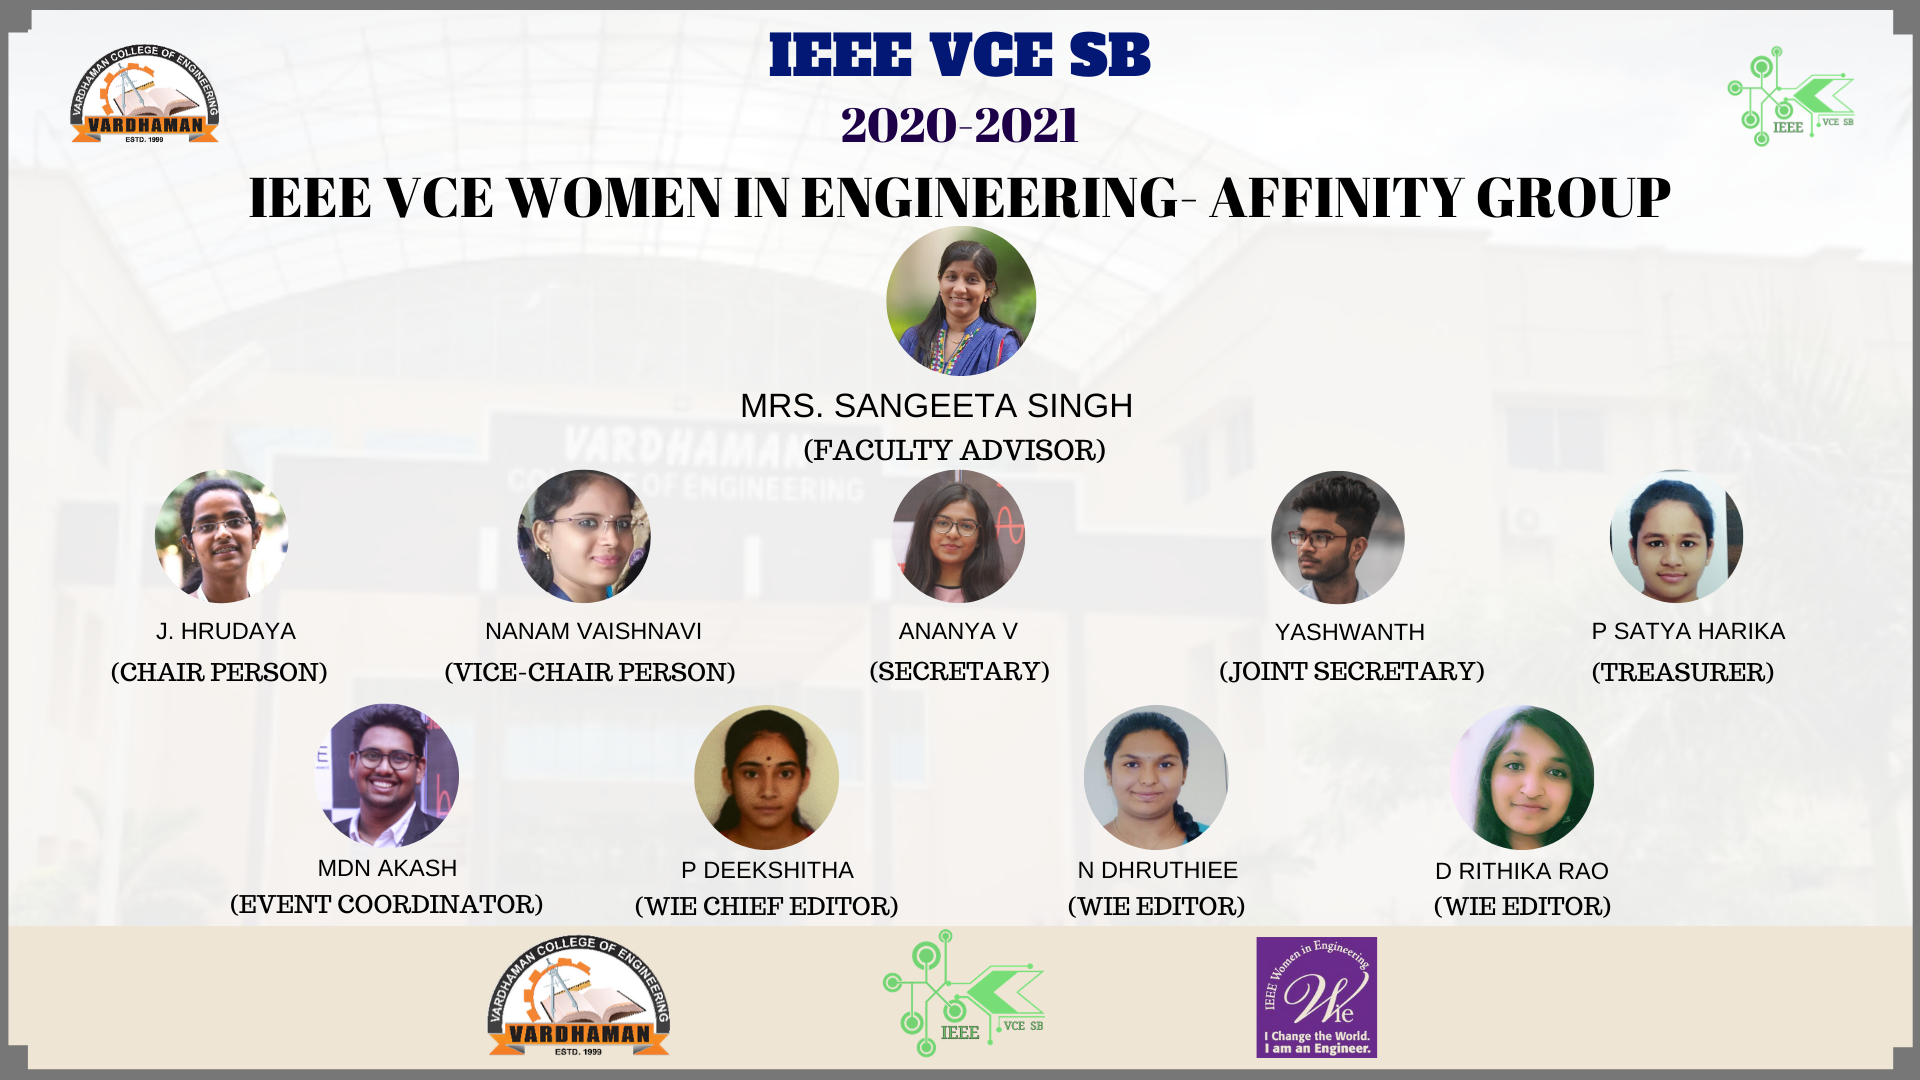 VARDHAMAN COLLEGE OF ENGINEERING
VARDHAMAN
ESTD. 1999
IEEE VCE SB
2020-2021
IEEE VCE SB
IEEE VCE WOMEN IN ENGINEERING- AFFINITY GROUP
MRS. SANGEETA SINGH
(FACULTY ADVISOR)
VARDHAMAN
COLLEGE OF ENGINEERING
J. HRUDAYA
(CHAIR PERSON)
NANAM VAISHNAVI
(VICE-CHAIR PERSON)
ANANYA V
(SECRETARY)
YASHWANTH
(JOINT SECRETARY)
P SATYA HARIKA
(TREASURER)
MDN AKASH
(EVENT COORDINATOR)
P DEEKSHITHA
(WIE CHIEF EDITOR)
N DHRUTHIEE
(WIE EDITOR)
D RITHIKA RAO
(WIE EDITOR)
VARDHAMAN COLLEGE OF ENGINEERING
VARDHAMAN
ESTD. 1999
IEEE VCE SB
IEEE Women in Engineering
Wie
I Change the World.
I am an Engineer.